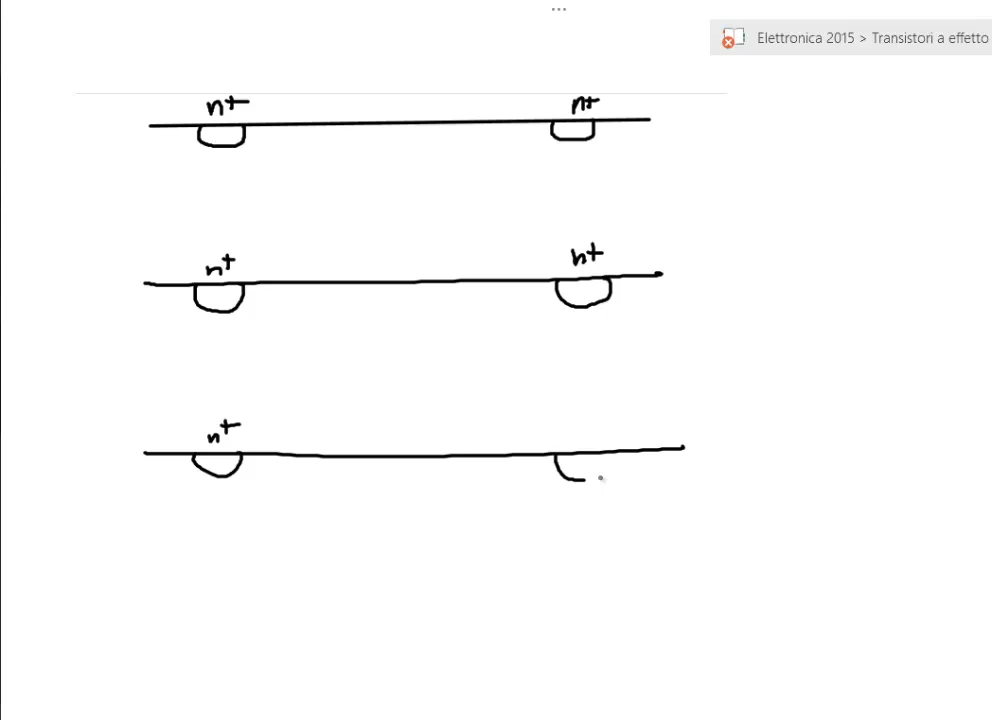 Elettronica 2015 > Transistori a effetto
n+ n+
n+ n+
n+